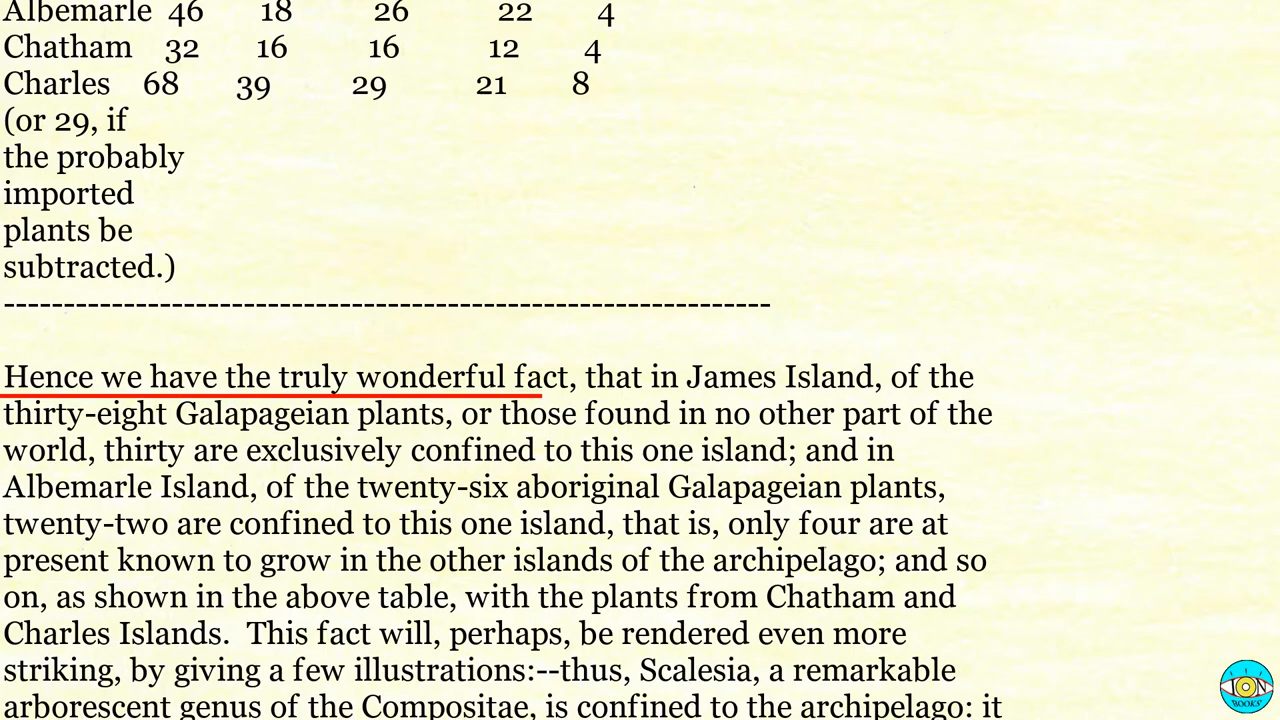 Albemarle 46 18 26 22 4
Chatham 32 16 16 12 4
Charles 68 39 29 21 8
(or 29, if
the probably
imported
plants be
subtracted.)
----------------------------------------------------------------
Hence we have the truly wonderful fact, that in James Island, of the
thirty-eight Galapageian plants, or those found in no other part of the
world, thirty are exclusively confined to this one island; and in
Albemarle Island, of the twenty-six aboriginal Galapageian plants,
twenty-two are confined to this one island, that is, only four are at
present known to grow in the other islands of the archipelago; and so
on, as shown in the above table, with the plants from Chatham and
Charles Islands.  This fact will, perhaps, be rendered even more
striking, by giving a few illustrations:--thus, Scalesia, a remarkable
arborescent genus of the Compositae, is confined to the archipelago: it
ION
BOOKS